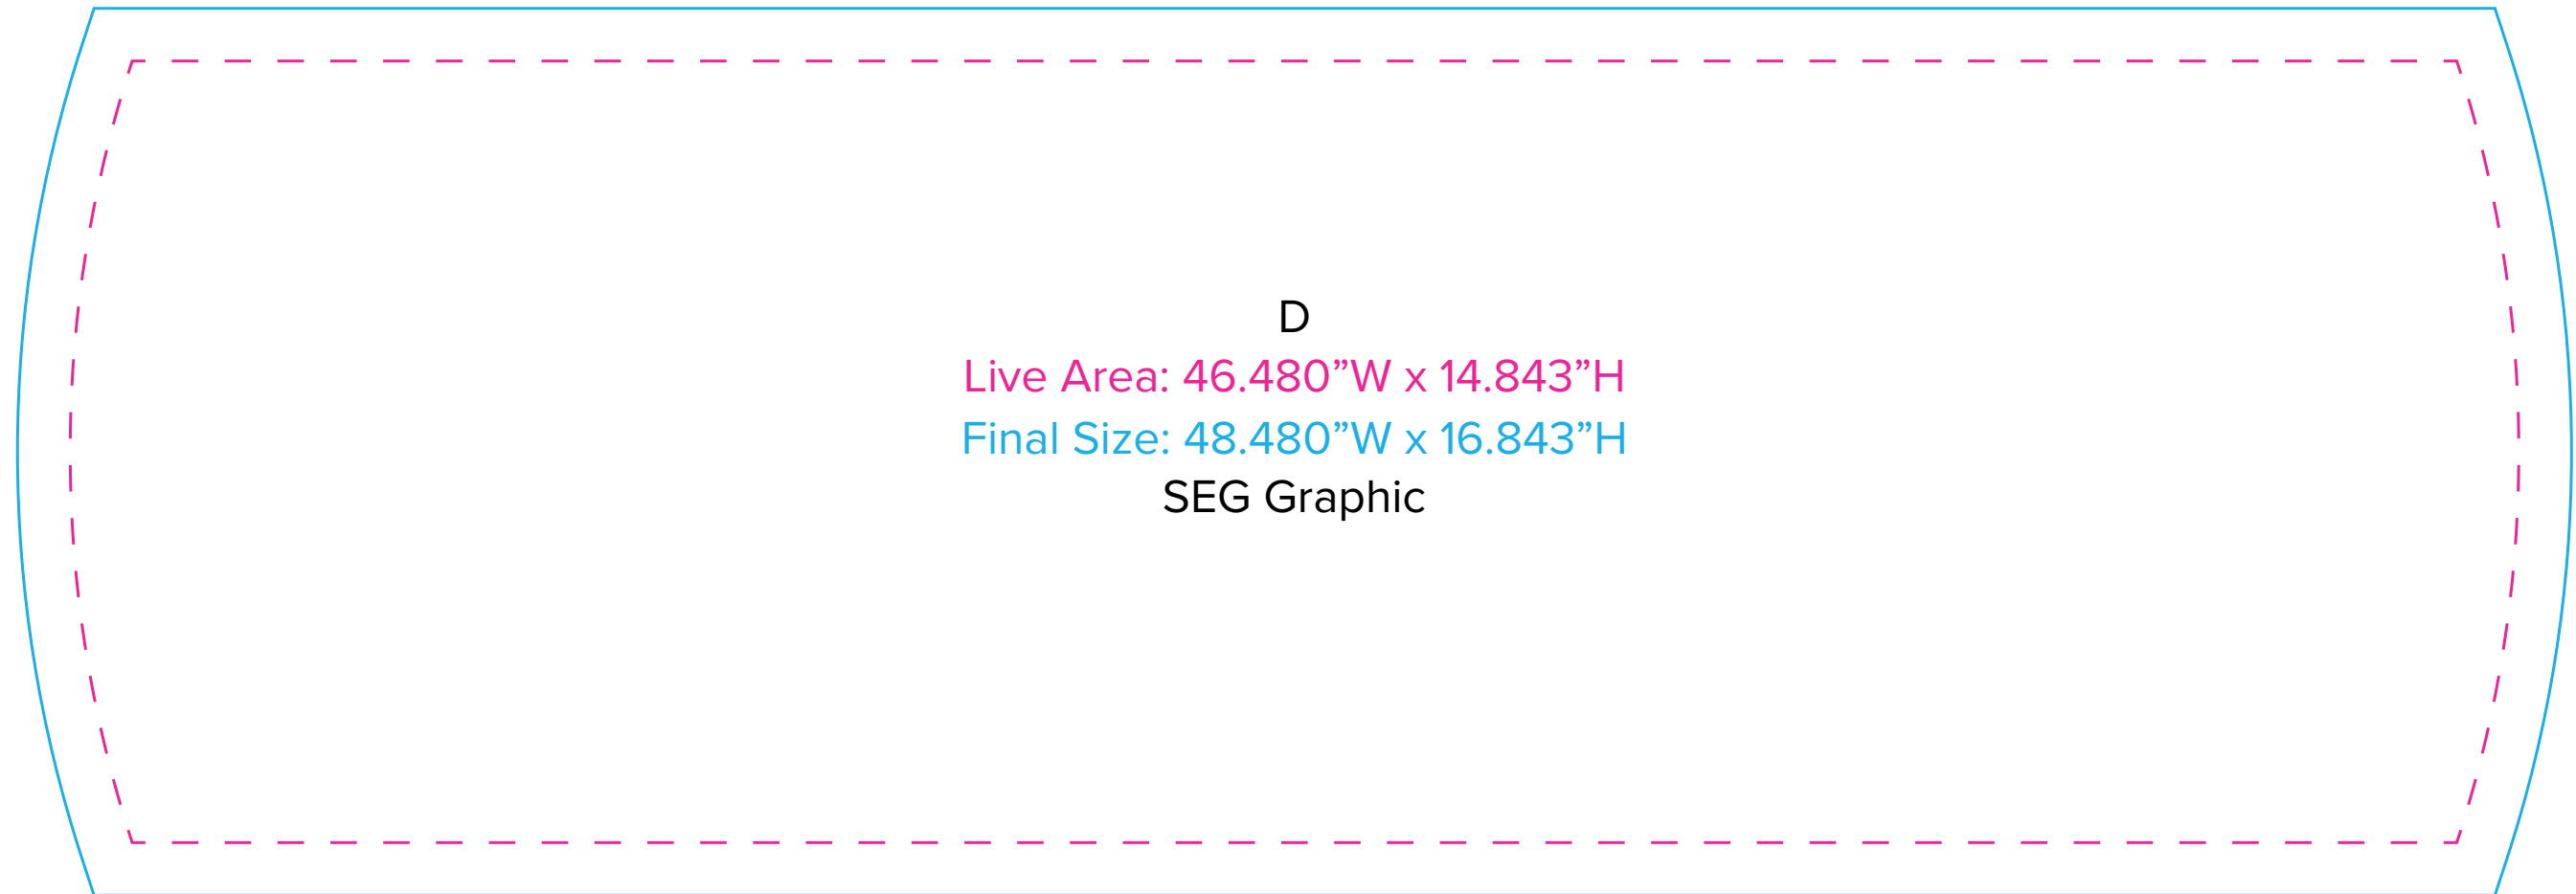 D
Live Area: 46.480”W x 14.843”H
Final Size: 48.480”W x 16.843”H
SEG Graphic